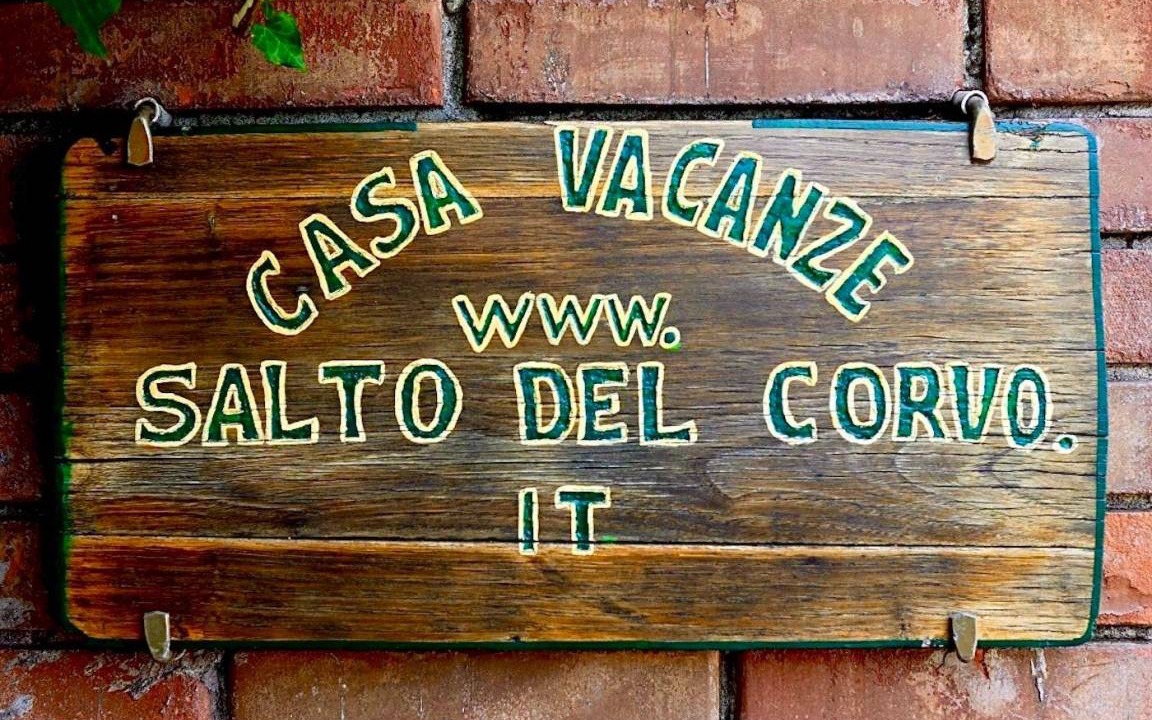 CASA VACANZE
WWW.
SALTO DEL CORVO.
IT